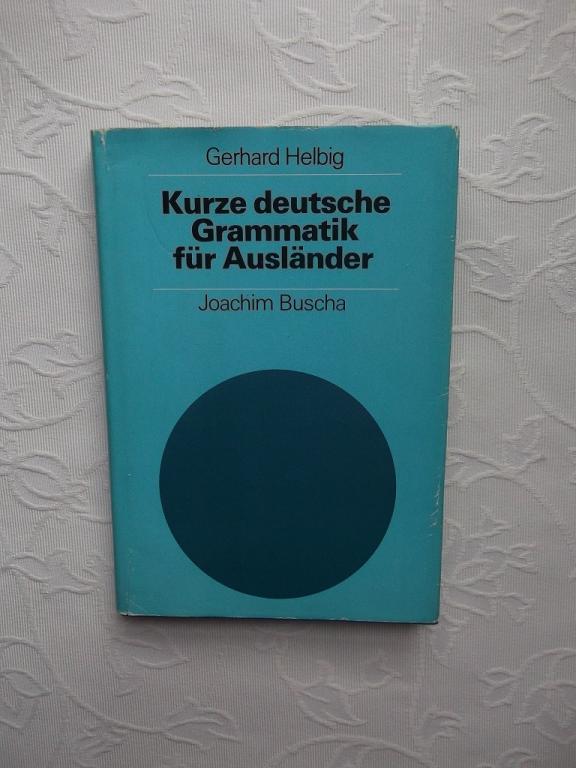 Gerhard Helbig
Kurze deutsche
Grammatik
für Ausländer
Joachim Buscha